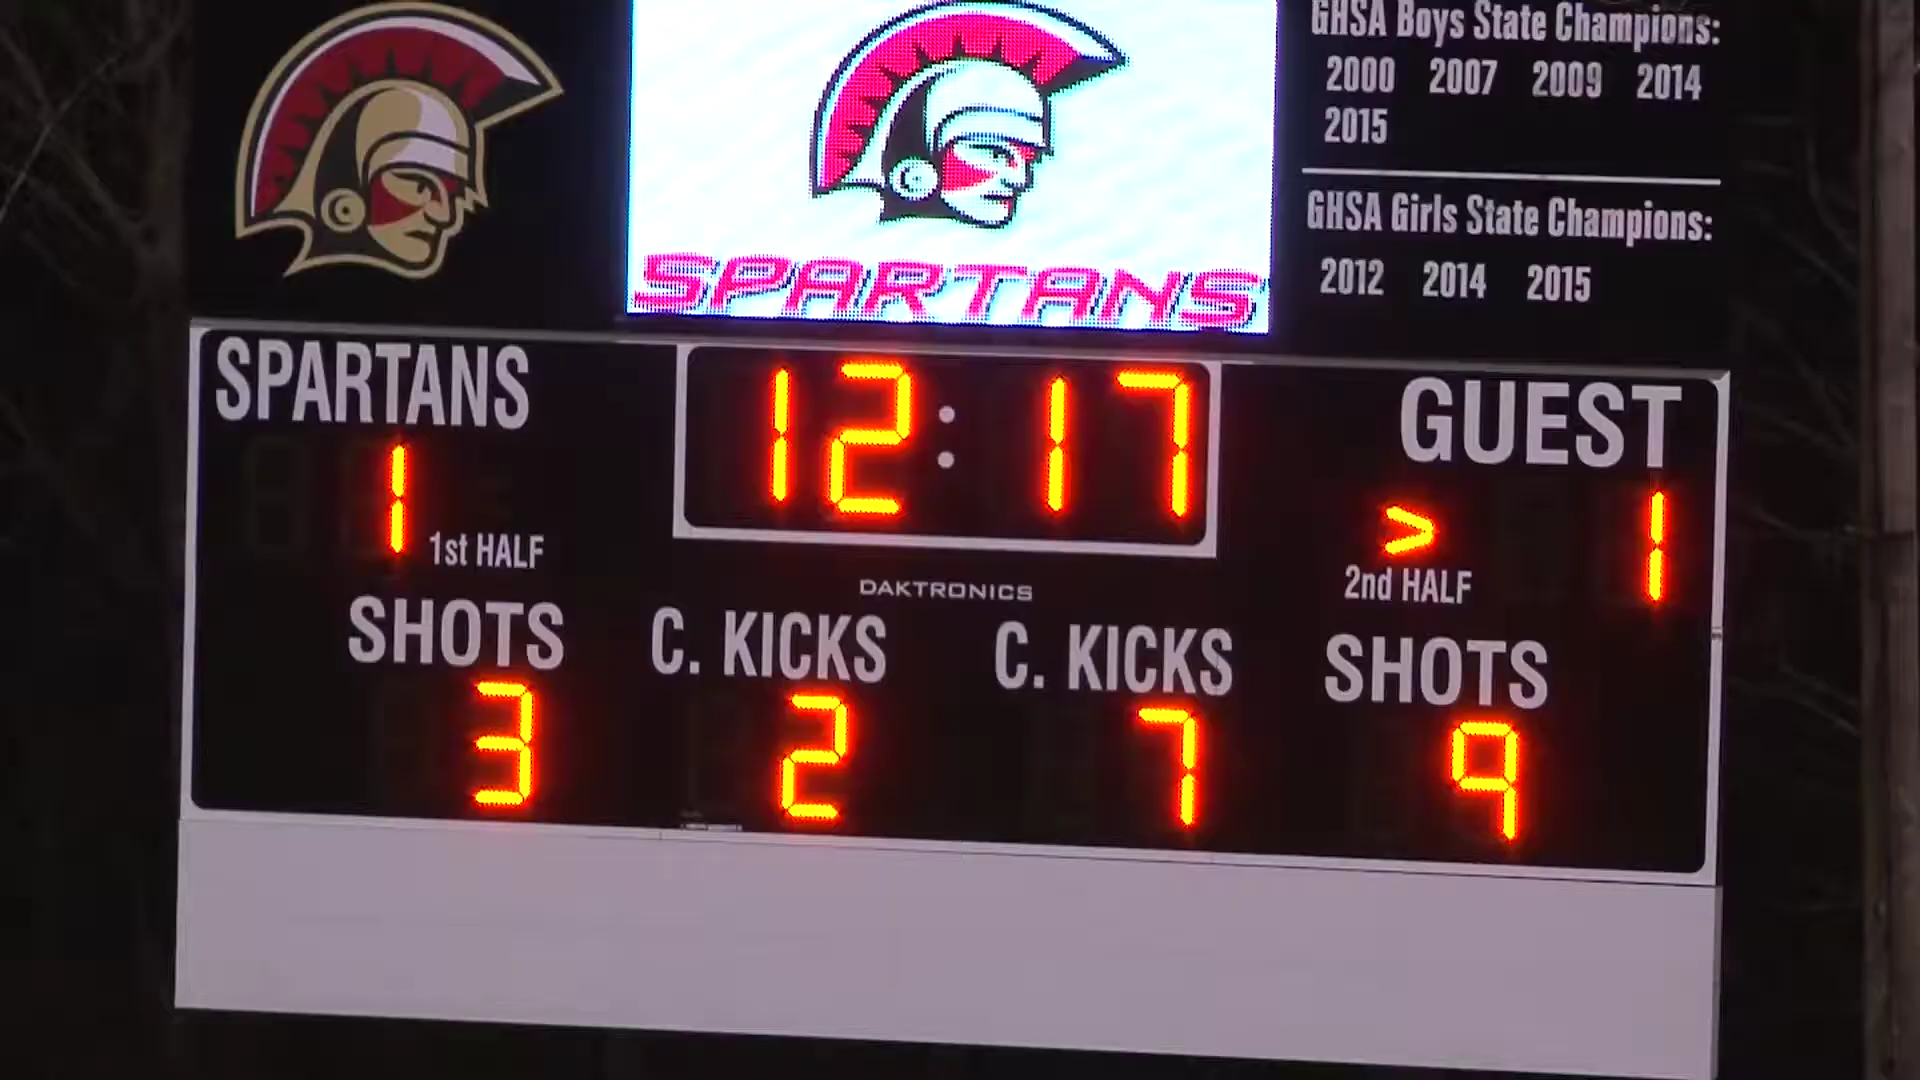 GHSA Boys State Champions:
2000 2007 2009 2014
2015
GHSA Girls State Champions:
2012 2014 2015
SPARTANS
SPARTANS
12:17
GUEST
1
> 1
1st HALF
2nd HALF
DAKTRONICS
SHOTS C. KICKS C. KICKS SHOTS
3 2 7 9